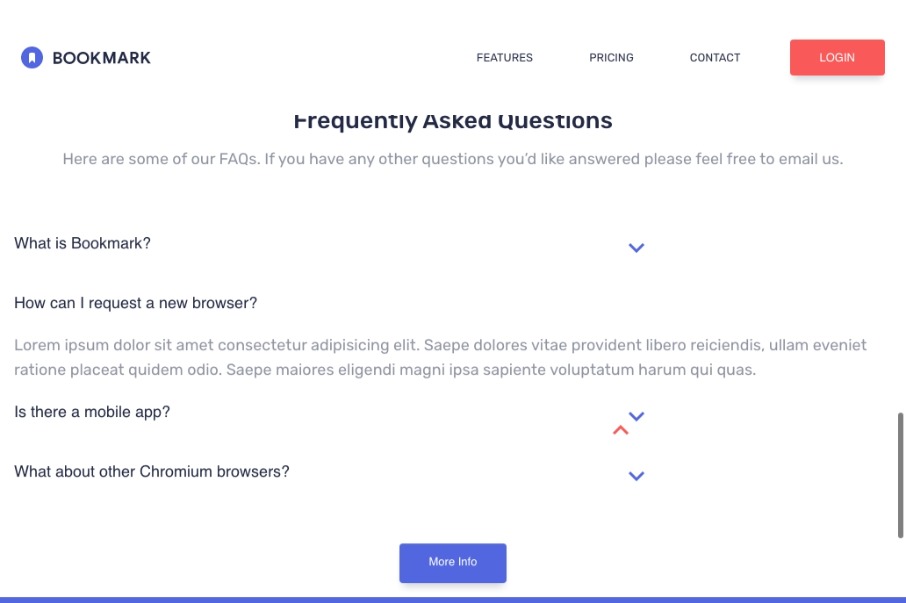 BOOKMARK
FEATURES
PRICING
CONTACT
LOGIN
Frequently Asked Questions
Here are some of our FAQs. If you have any other questions you’d like answered please feel free to email us.
What is Bookmark?
How can I request a new browser?
Lorem ipsum dolor sit amet consectetur adipisicing elit. Saepe dolores vitae provident libero reiciendis, ullam eveniet
ratione placeat quidem odio. Saepe maiores eligendi magni ipsa sapiente voluptatum harum qui quas.
Is there a mobile app?
What about other Chromium browsers?
More Info